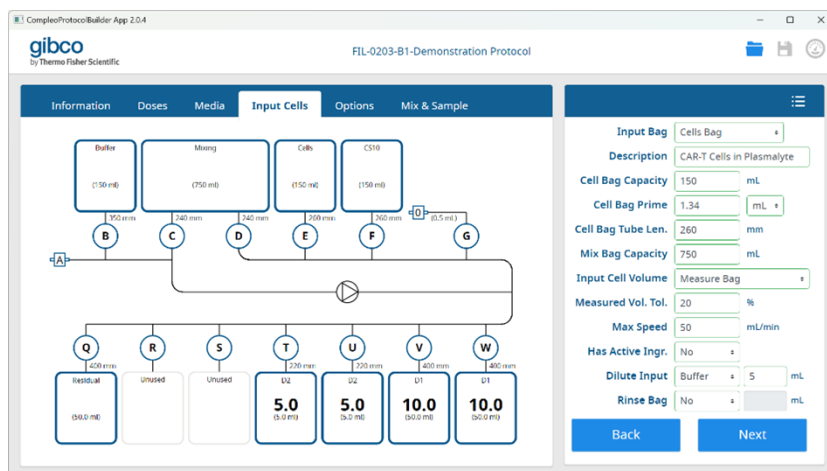 CompleoProtocolBuilder App 2.0.4
gibco
by Thermo Fisher Scientific
FIL-0203-B1-Demonstration Protocol
Information Doses Media Input Cells Options Mix & Sample
Buffer Mixing Cells CS10
(150 ml) (750 ml) (150 ml) (150 ml)
350 mm 240 mm 240 mm 200 mm 260 mm 0 (0.5 mL)
B C D E F G
A
Q R S T U V W
400 mm 220 mm 220 mm 400 mm 400 mm
Residual Unused Unused D2 D2 D1 D1
5.0 5.0 10.0 10.0
(50.0 ml) (5.0 ml) (5.0 ml) (50.0 ml) (50.0 ml)
Input Bag Cells Bag
Description CAR-T Cells in Plasmalyte
Cell Bag Capacity 150 mL
Cell Bag Prime 1.34 mL
Cell Bag Tube Len. 260 mm
Mix Bag Capacity 750 mL
Input Cell Volume Measure Bag
Measured Vol. Tol. 20 %
Max Speed 50 mL/min
Has Active Ingr. No
Dilute Input Buffer 5 mL
Rinse Bag No mL
Back Next